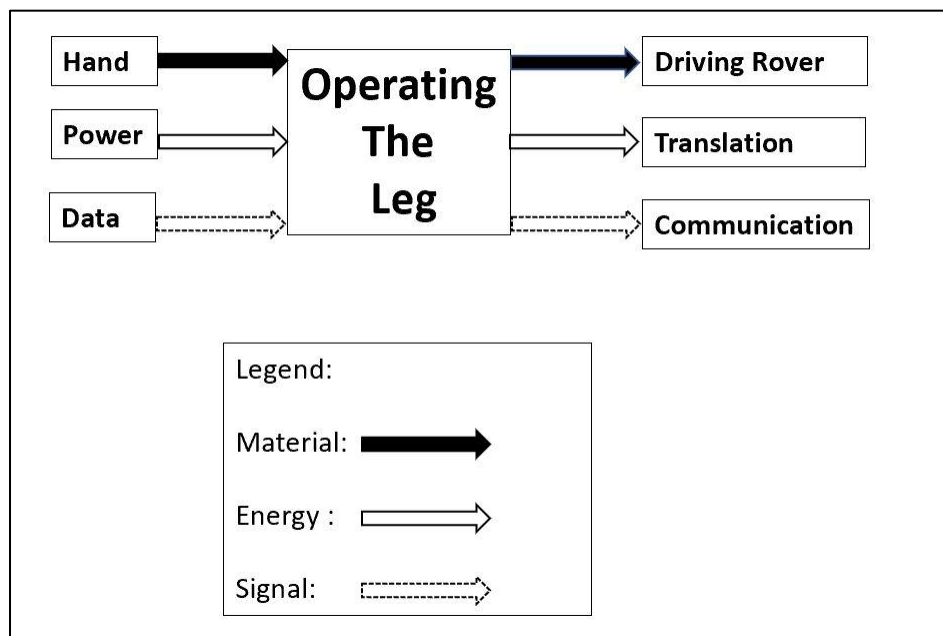 Hand
Power
Data
Operating
The
Leg
Driving Rover
Translation
Communication
Legend:
Material:
Energy :
Signal: